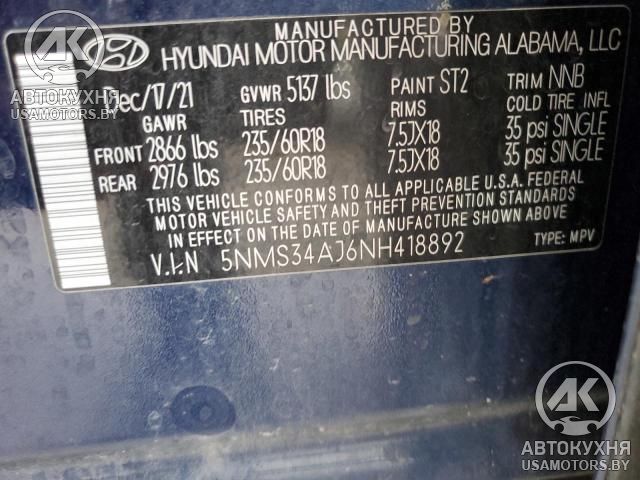 MANUFACTURED BY
HYUNDAI MOTOR MANUFACTURING ALABAMA, LLC
Dec/17/21 GVWR 5137 lbs PAINT ST2 TRIM NNB
GAWR TIRES RIMS COLD TIRE INFL
FRONT 2866 lbs 235/60R18 7.5JX18 35 psi SINGLE
REAR 2976 lbs 235/60R18 7.5JX18 35 psi SINGLE
THIS VEHICLE CONFORMS TO ALL APPLICABLE U.S.A. FEDERAL
MOTOR VEHICLE SAFETY AND THEFT PREVENTION STANDARDS
IN EFFECT ON THE DATE OF MANUFACTURE SHOWN ABOVE
V.I.N 5NMS34AJ6NH418892 TYPE: MPV
АК
АВТОКУХНЯ
USAMOTORS.BY
АК
АВТОКУХНЯ
USAMOTORS.BY